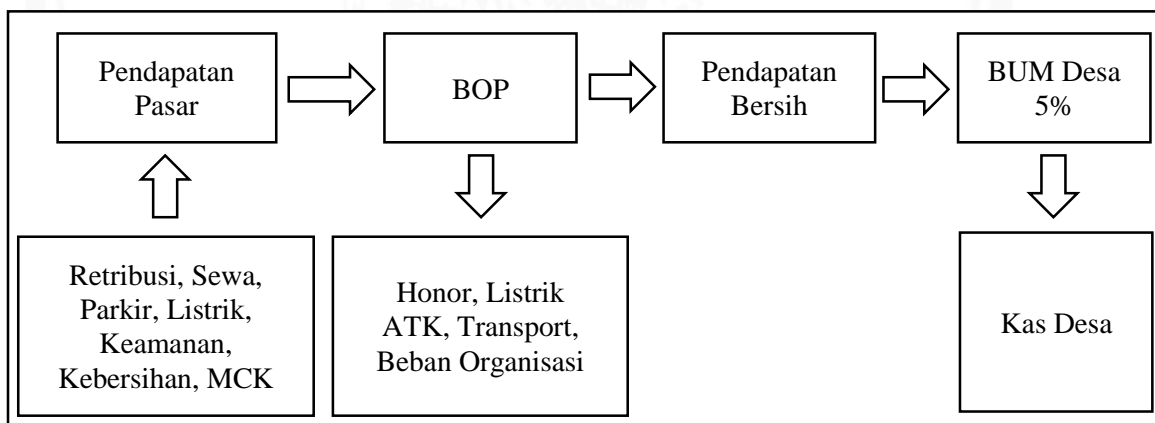 Pendapatan
Pasar
BOP
Pendapatan
Bersih
BUM Desa
5%
Retribusi, Sewa,
Parkir, Listrik,
Keamanan,
Kebersihan, MCK
Honor, Listrik
ATK, Transport,
Beban Organisasi
Kas Desa